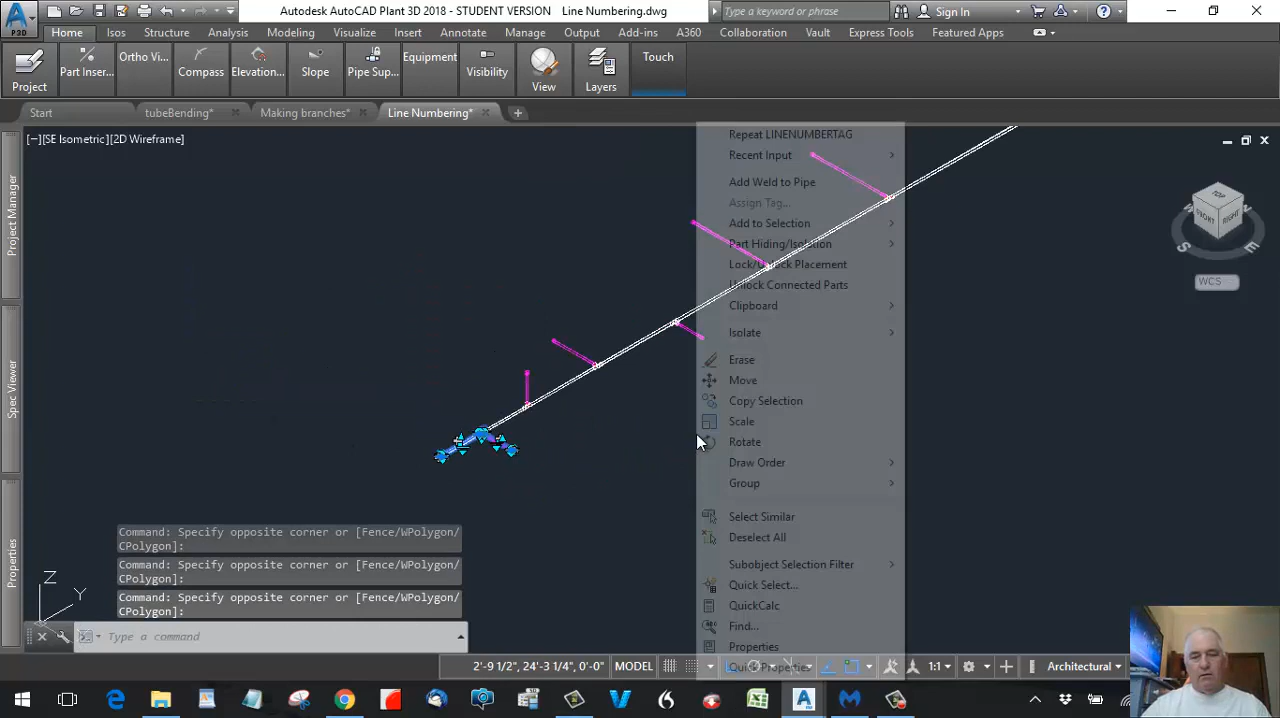 Autodesk AutoCAD Plant 3D 2018 - STUDENT VERSION Line Numbering.dwg
Type a keyword or phrase
Sign In
P3D
Home Isos Structure Analysis Modeling Visualize Insert Annotate Manage Output Add-ins A360 Collaboration Vault Express Tools Featured Apps
Project
Part Inser...
Ortho Vi...
Compass
Elevation...
Slope
Pipe Sup...
Equipment
Visibility
View
Layers
Touch
Start
tubeBending*
Making branches*
Line Numbering*
[−][SE Isometric][2D Wireframe]
Project Manager
Spec Viewer
Properties
TOP
FRONT
RIGHT
W
S
E
WCS
Repeat LINENUMBERTAG
Recent Input
Add Weld to Pipe
Assign Tag...
Add to Selection
Part Hiding/Isolation
Lock/Unlock Placement
Unlock Connected Parts
Clipboard
Isolate
Erase
Move
Copy Selection
Scale
Rotate
Draw Order
Group
Select Similar
Deselect All
Subobject Selection Filter
Quick Select...
QuickCalc
Find...
Properties
Quick Properties
Command: Specify opposite corner or [Fence/WPolygon/
CPolygon]:
Command: Specify opposite corner or [Fence/WPolygon/
CPolygon]:
Command: Specify opposite corner or [Fence/WPolygon/
CPolygon]:
Z
Y
Type a command
2'-9 1/2", 24'-3 1/4", 0'-0"
MODEL
1:1
Architectural